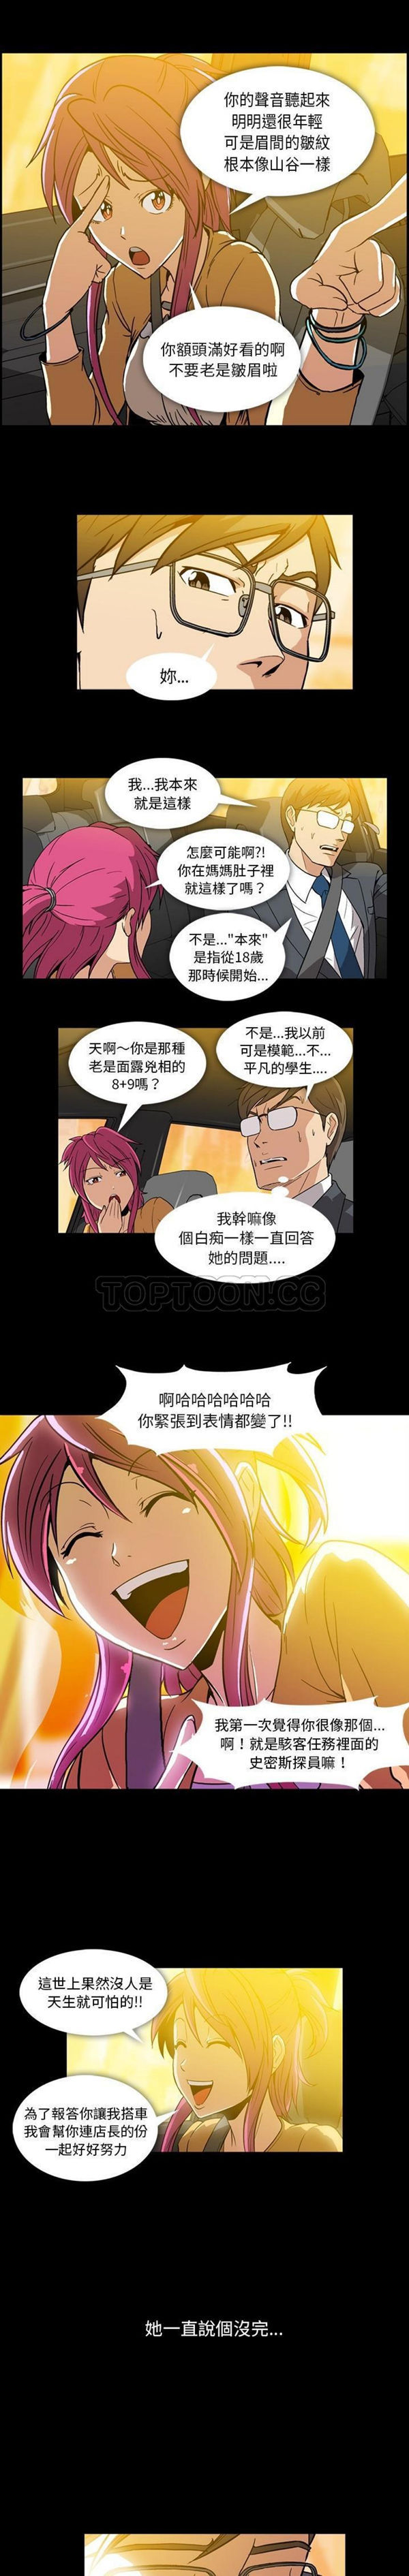 你的聲音聽起來
明明還很年輕
可是眉間的皺紋
根本像山谷一樣
你額頭滿好看的啊
不要老是皺眉啦
妳...
我...我本來
就是這樣
怎麼可能啊?!
你在媽媽肚子裡
就這樣了嗎？
不是..."本來"
是指從18歲
那時候開始...
不是...我以前
可是模範...不...
平凡的學生....
天啊～你是那種
老是面露兇相的
8+9嗎？
我幹嘛像
個白痴一樣一直回答
她的問題....
TOPTOON.CC
啊哈哈哈哈哈哈
你緊張到表情都變了!!
我第一次覺得你很像那個...
啊！就是駭客任務裡面的
史密斯探員嘛！
這世上果然沒人是
天生就可怕的!!
為了報答你讓我搭車
我會幫你連店長的份
一起好好努力
她一直說個沒完...